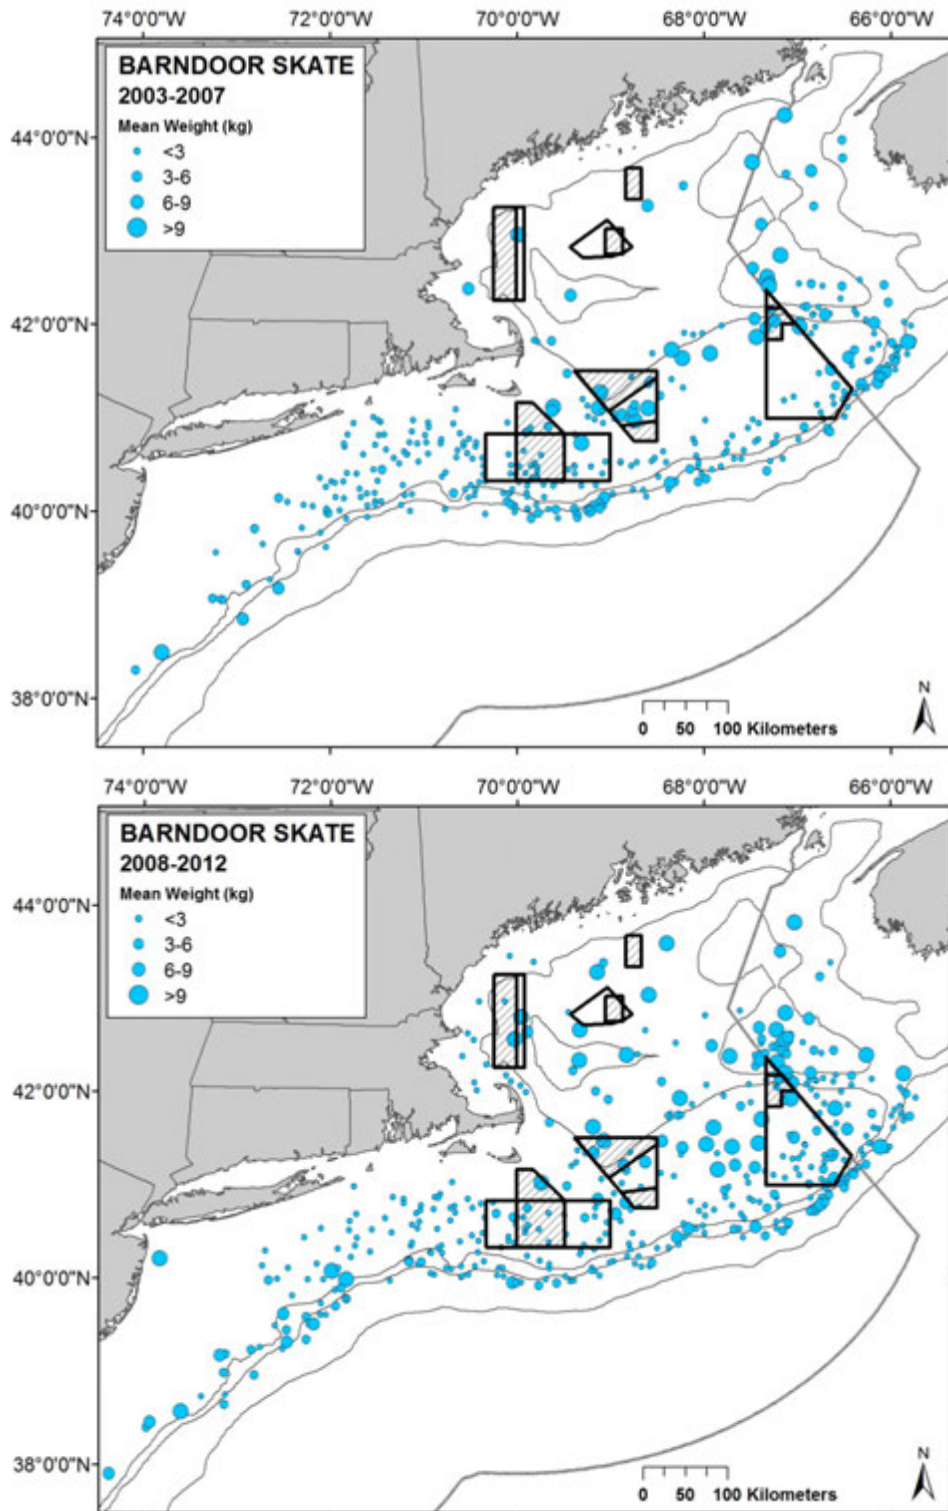 74°0'0"W 72°0'0"W 70°0'0"W 68°0'0"W 66°0'0"W
BARNDOOR SKATE
2003-2007
Mean Weight (kg)
<3
3-6
6-9
>9
44°0'0"N
42°0'0"N
40°0'0"N
38°0'0"N
N
0 50 100 Kilometers
74°0'0"W 72°0'0"W 70°0'0"W 68°0'0"W 66°0'0"W
BARNDOOR SKATE
2008-2012
Mean Weight (kg)
<3
3-6
6-9
>9
44°0'0"N
42°0'0"N
40°0'0"N
38°0'0"N
N
0 50 100 Kilometers